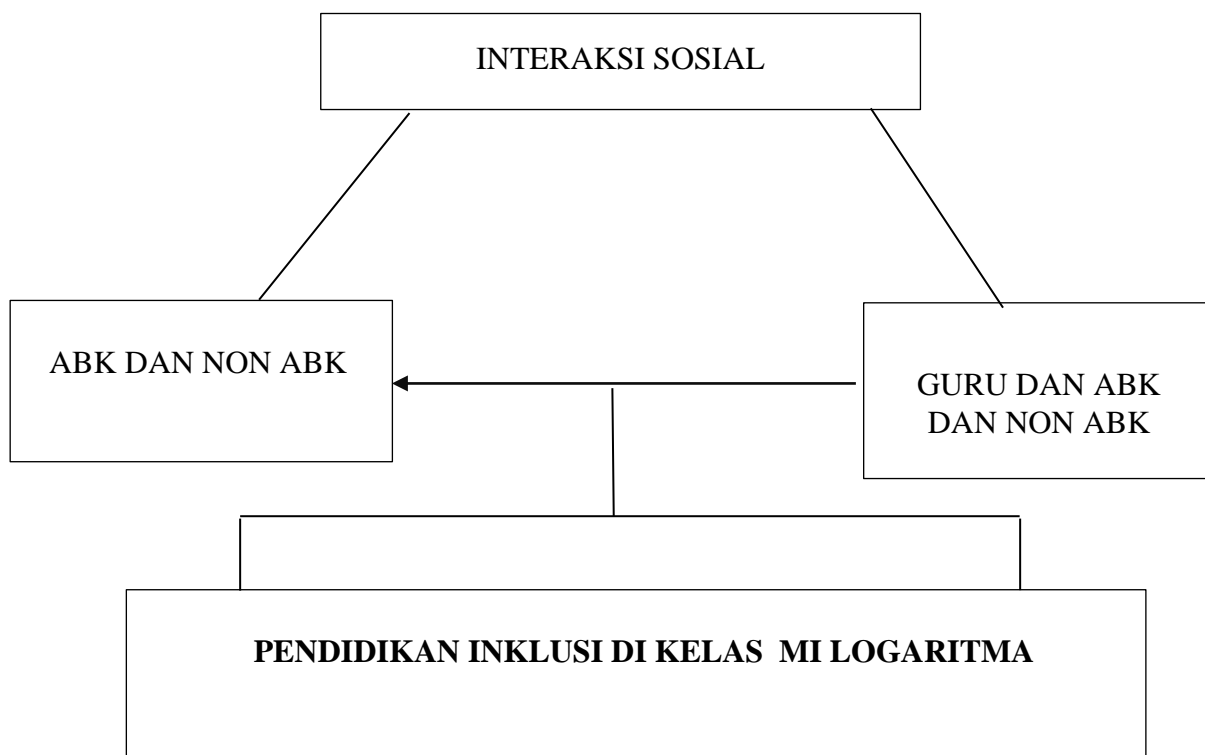 INTERAKSI SOSIAL
ABK DAN NON ABK
GURU DAN ABK
DAN NON ABK
PENDIDIKAN INKLUSI DI KELAS  MI LOGARITMA